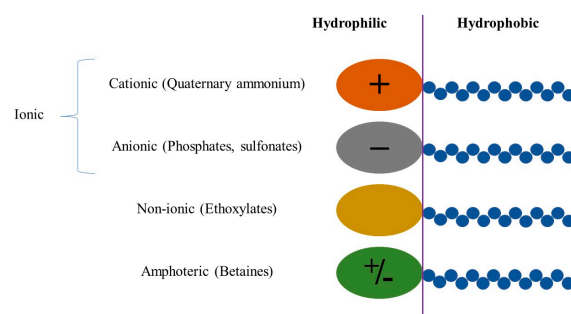 Hydrophilic Hydrophobic
Cationic (Quaternary ammonium) +
Ionic
Anionic (Phosphates, sulfonates) −
Non-ionic (Ethoxylates)
Amphoteric (Betaines) +/-